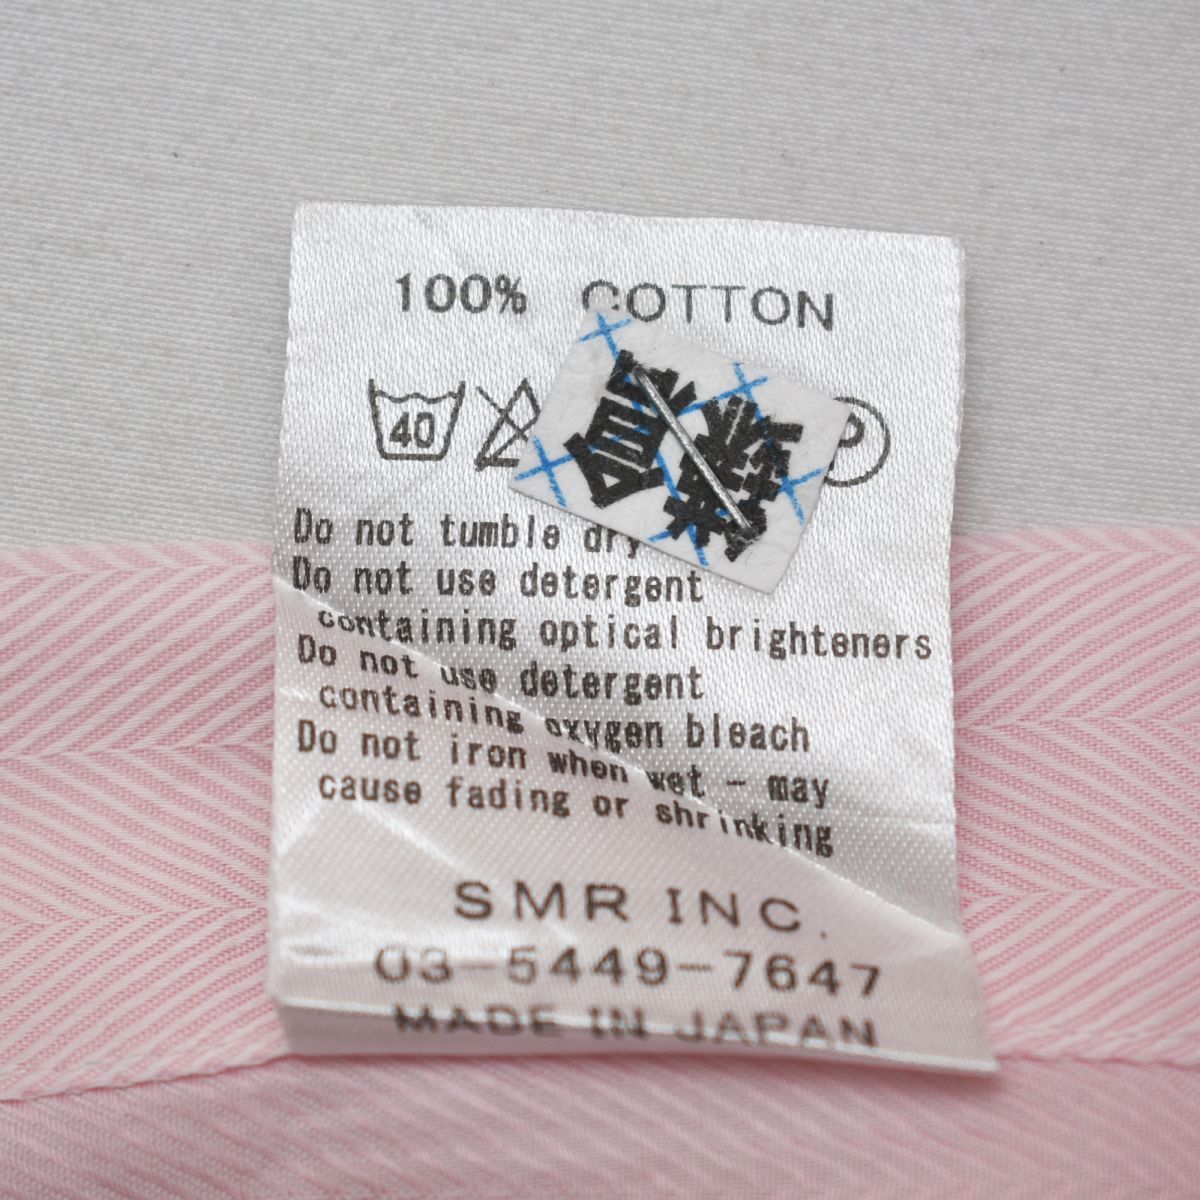 100% COTTON
40 P
Do not tumble dry
Do not use detergent
containing optical brighteners
Do not use detergent
containing oxygen bleach
Do not iron when wet - may
cause fading or shrinking
SMR INC.
03-5449-7647
MADE IN JAPAN